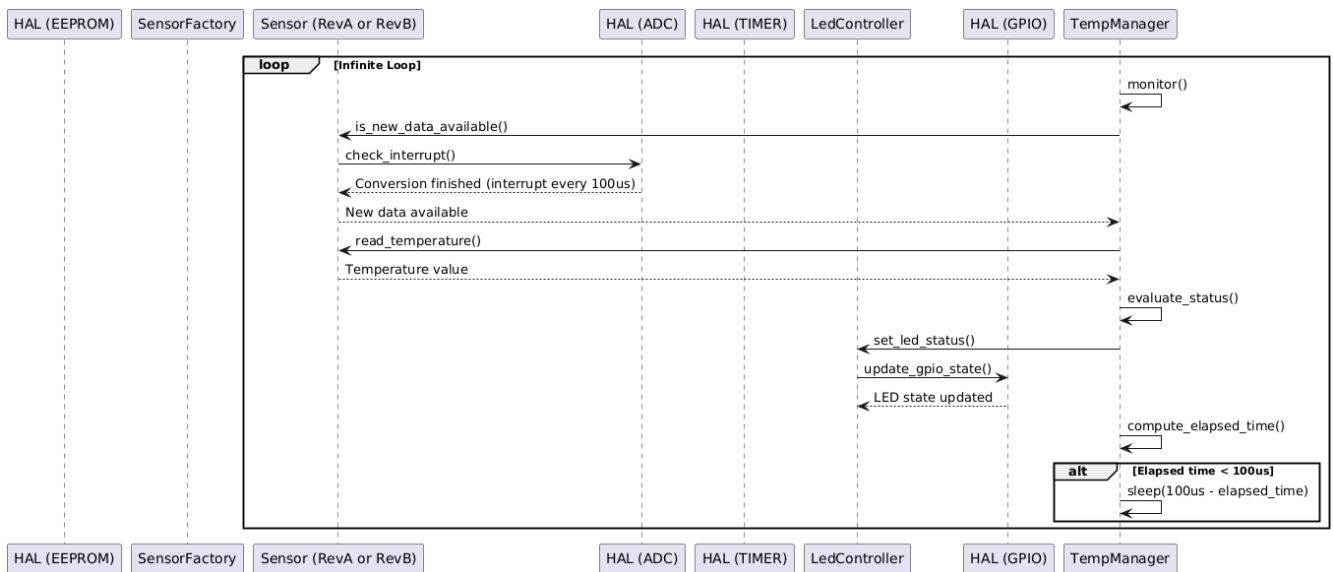 HAL (EEPROM) SensorFactory Sensor (RevA or RevB) HAL (ADC) HAL (TIMER) LedController HAL (GPIO) TempManager
loop [Infinite Loop]
monitor()
is_new_data_available()
check_interrupt()
Conversion finished (interrupt every 100us)
New data available
read_temperature()
Temperature value
evaluate_status()
set_led_status()
update_gpio_state()
LED state updated
compute_elapsed_time()
alt [Elapsed time < 100us]
sleep(100us - elapsed_time)
HAL (EEPROM) SensorFactory Sensor (RevA or RevB) HAL (ADC) HAL (TIMER) LedController HAL (GPIO) TempManager